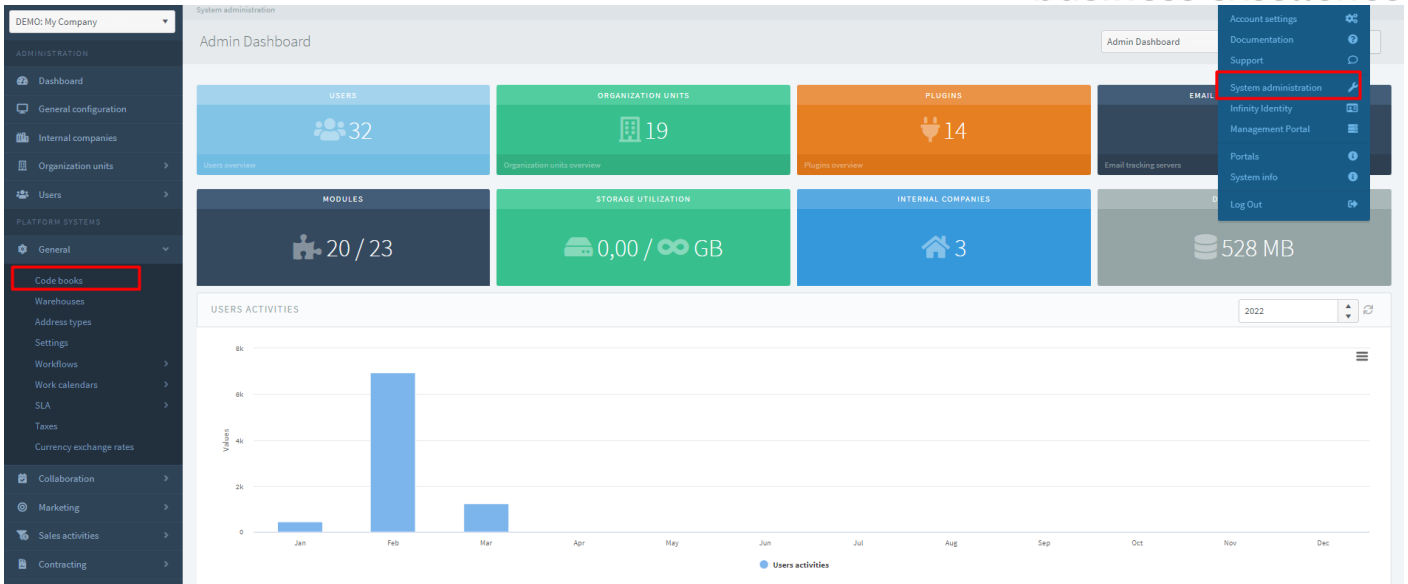 DEMO: My Company
ADMINISTRATION
Dashboard
General configuration
Internal companies
Organization units
Users
PLATFORM SYSTEMS
General
Code books
Warehouses
Address types
Settings
Workflows
Work calendars
SLA
Taxes
Currency exchange rates
Collaboration
Marketing
Sales activities
Contracting
System administration
Admin Dashboard
Admin Dashboard
Account settings
Documentation
Support
System administration
Infinity Identity
Management Portal
Portals
System info
Log Out
USERS
32
Users overview
ORGANIZATION UNITS
19
Organization units overview
PLUGINS
14
Plugins overview
EMAIL
Email tracking servers
MODULES
20 / 23
STORAGE UTILIZATION
0,00 / ∞ GB
INTERNAL COMPANIES
3
D
528 MB
USERS ACTIVITIES
2022
8k
6k
4k
2k
0
Values
Jan Feb Mar Apr May Jun Jul Aug Sep Oct Nov Dec
Users activities